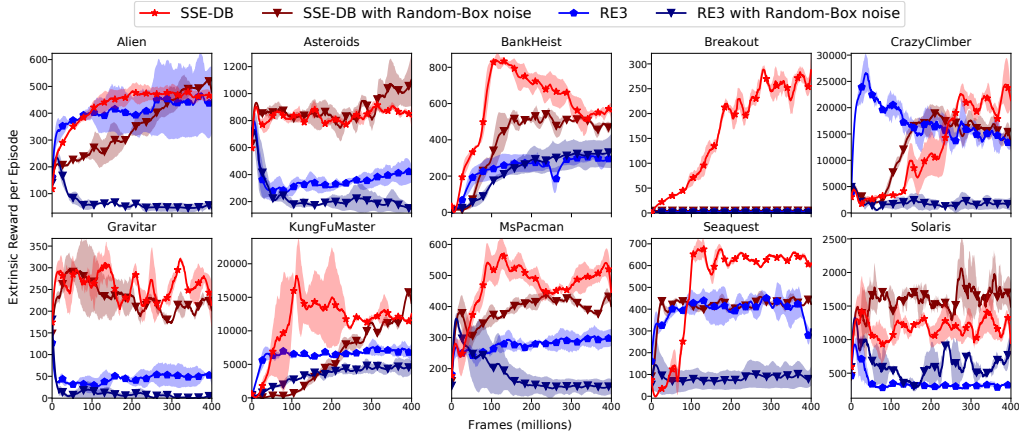 SSE-DB SSE-DB with Random-Box noise RE3 RE3 with Random-Box noise
Alien Asteroids BankHeist Breakout CrazyClimber
600 500 400 300 200 100
1200 1000 800 600 400 200
800 600 400 200 0
300 250 200 150 100 50 0
30000 25000 20000 15000 10000 5000 0
Extrinsic Reward per Episode
Gravitar KungFuMaster MsPacman Seaquest Solaris
350 300 250 200 150 100 50 0
20000 15000 10000 5000 0
600 500 400 300 200
700 600 500 400 300 200 100 0
2500 2000 1500 1000 500
0 100 200 300 400 0 100 200 300 400 0 100 200 300 400 0 100 200 300 400 0 100 200 300 400
Frames (millions)